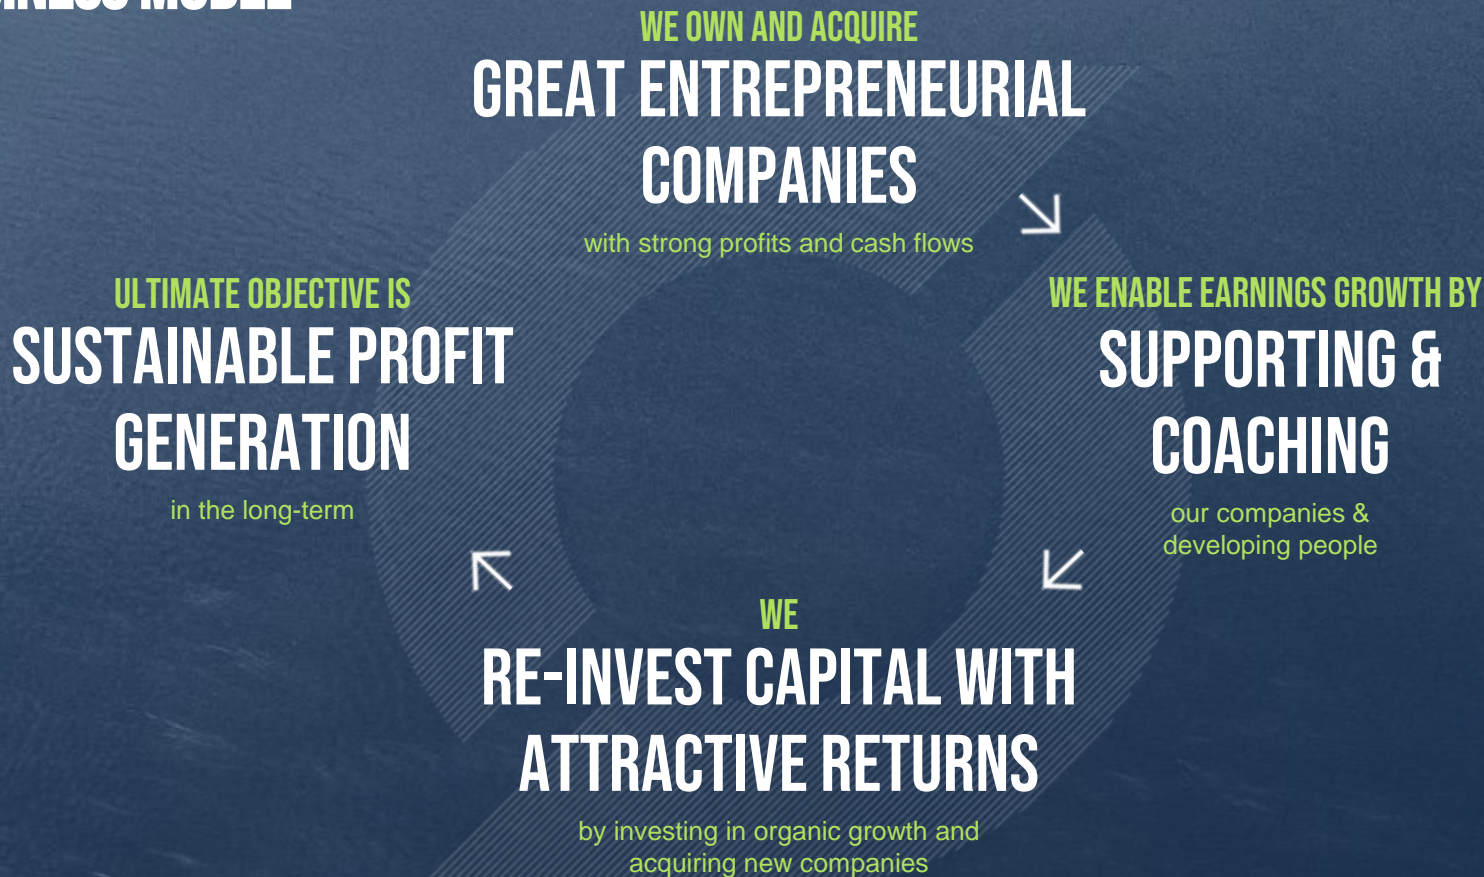 BUSINESS MODEL
WE OWN AND ACQUIRE
GREAT ENTREPRENEURIAL
COMPANIES
with strong profits and cash flows
WE ENABLE EARNINGS GROWTH BY
SUPPORTING &
COACHING
our companies &
developing people
WE
RE-INVEST CAPITAL WITH
ATTRACTIVE RETURNS
by investing in organic growth and
acquiring new companies
ULTIMATE OBJECTIVE IS
SUSTAINABLE PROFIT
GENERATION
in the long-term